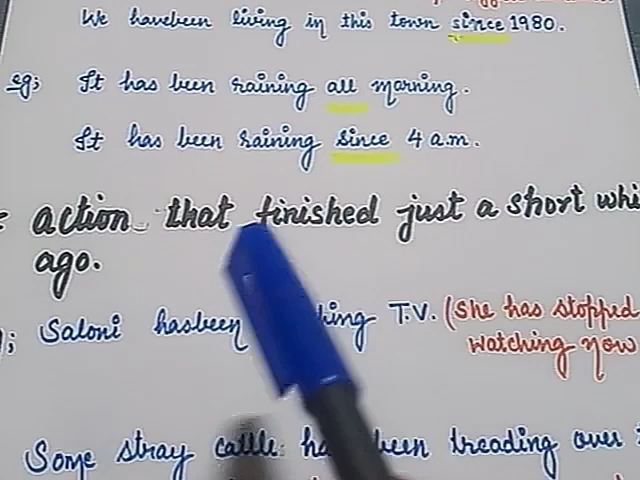 We havebeen living in this town since 1980.
eg; It has been raining all morning.
It has been raining since 4 a.m.
action that finished just a short
ago.
Saloni hasbeen T.V. (She has stopped
watching now
Some stray cattle been treading over